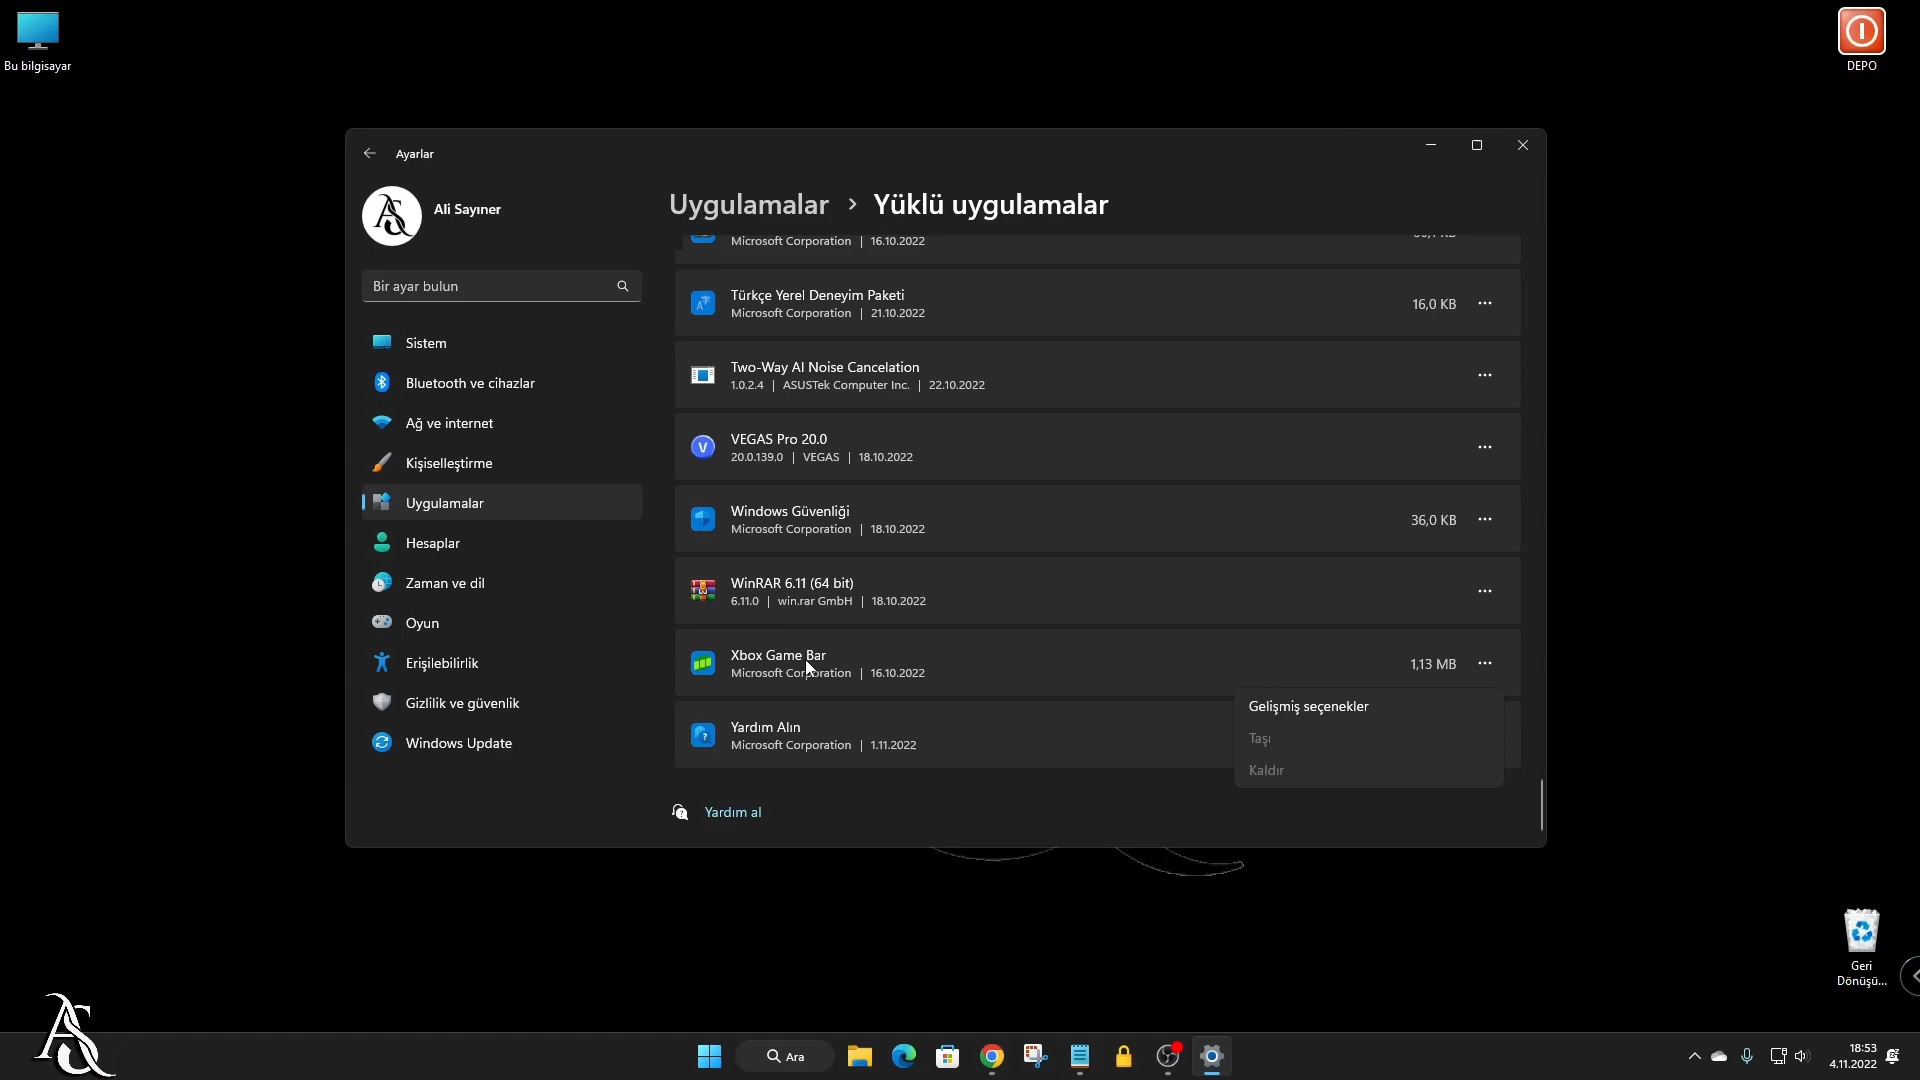 Bu bilgisayar
DEPO
Ayarlar
Ali Sayıner
Bir ayar bulun
Sistem
Bluetooth ve cihazlar
Ağ ve internet
Kişiselleştirme
Uygulamalar
Hesaplar
Zaman ve dil
Oyun
Erişilebilirlik
Gizlilik ve güvenlik
Windows Update
Uygulamalar > Yüklü uygulamalar
Microsoft Corporation | 16.10.2022
Türkçe Yerel Deneyim Paketi
Microsoft Corporation | 21.10.2022
16,0 KB
Two-Way AI Noise Cancelation
1.0.2.4 | ASUSTek Computer Inc. | 22.10.2022
VEGAS Pro 20.0
20.0.139.0 | VEGAS | 18.10.2022
Windows Güvenliği
Microsoft Corporation | 18.10.2022
36,0 KB
WinRAR 6.11 (64 bit)
6.11.0 | win.rar GmbH | 18.10.2022
Xbox Game Bar
Microsoft Corporation | 16.10.2022
1,13 MB
Gelişmiş seçenekler
Taşı
Kaldır
Yardım Alın
Microsoft Corporation | 1.11.2022
Yardım al
Geri
Dönüşü...
Ara
18:53
4.11.2022